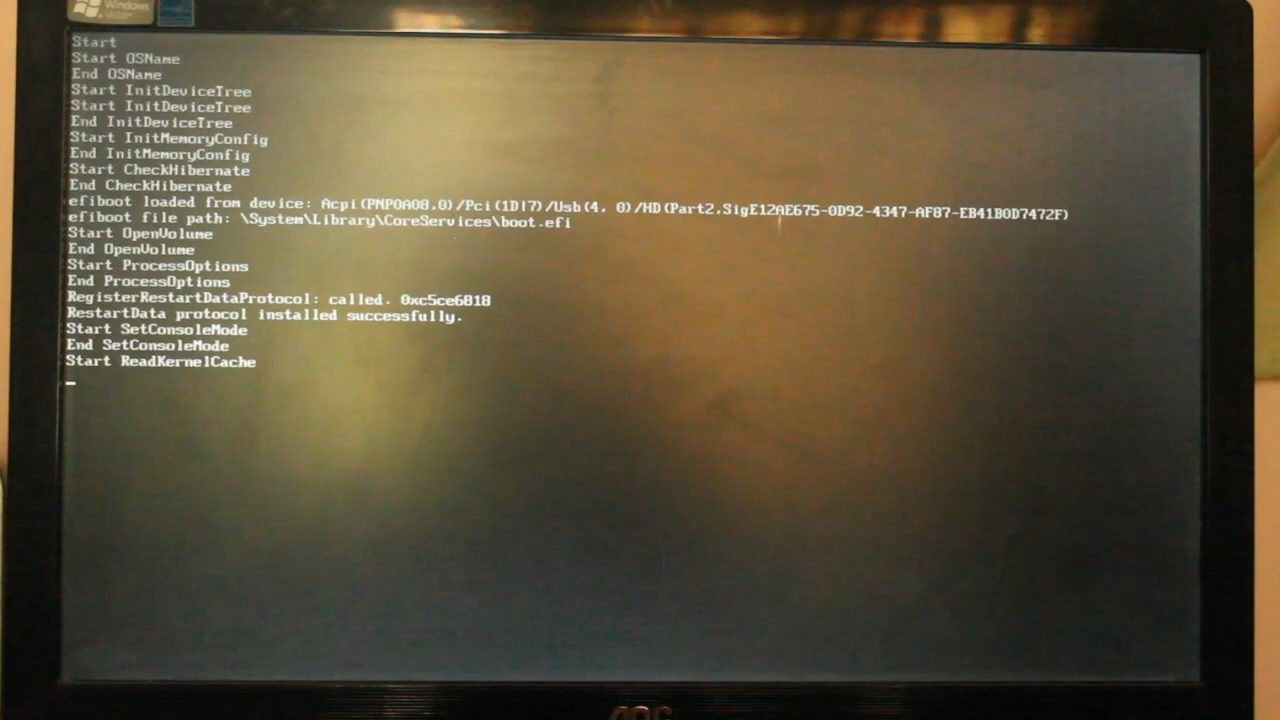 Windows
Start
Start OSName
End OSName
Start InitDeviceTree
Start InitDeviceTree
End InitDeviceTree
Start InitMemoryConfig
End InitMemoryConfig
Start CheckHibernate
End CheckHibernate
efiboot loaded from device: Acpi(PNP0A08,0)/Pci(1D|7)/Usb(4, 0)/HD(Part2,SigE12AE675-0D92-4347-AF87-EB41B0D7472F)
efiboot file path: \System\Library\CoreServices\boot.efi
Start OpenVolume
End OpenVolume
Start ProcessOptions
End ProcessOptions
RegisterRestartDataProtocol: called. 0xc5ce6818
RestartData protocol installed successfully.
Start SetConsoleMode
End SetConsoleMode
Start ReadKernelCache